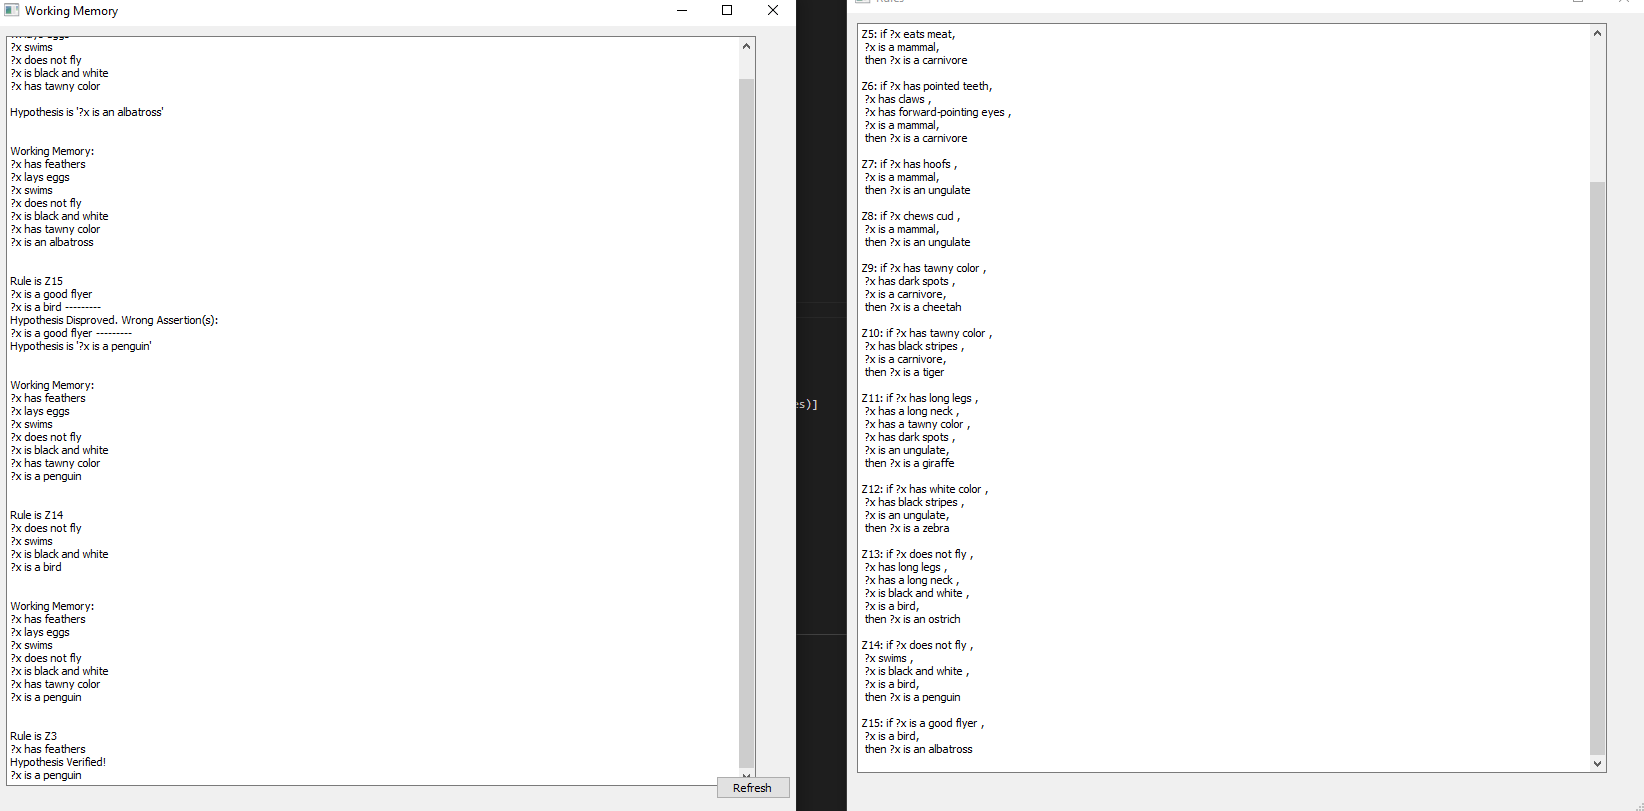 Working Memory
?x swims
?x does not fly
?x is black and white
?x has tawny color
Hypothesis is '?x is an albatross'
Working Memory:
?x has feathers
?x lays eggs
?x swims
?x does not fly
?x is black and white
?x has tawny color
?x is an albatross
Rule is Z15
?x is a good flyer
?x is a bird ---------
Hypothesis Disproved. Wrong Assertion(s):
?x is a good flyer ---------
Hypothesis is '?x is a penguin'
Working Memory:
?x has feathers
?x lays eggs
?x swims
?x does not fly
?x is black and white
?x has tawny color
?x is a penguin
Rule is Z14
?x does not fly
?x swims
?x is black and white
?x is a bird
Working Memory:
?x has feathers
?x lays eggs
?x swims
?x does not fly
?x is black and white
?x has tawny color
?x is a penguin
Rule is Z3
?x has feathers
Hypothesis Verified!
?x is a penguin
Refresh
s)]
Z5: if ?x eats meat,
?x is a mammal,
then ?x is a carnivore
Z6: if ?x has pointed teeth,
?x has claws ,
?x has forward-pointing eyes ,
?x is a mammal,
then ?x is a carnivore
Z7: if ?x has hoofs ,
?x is a mammal,
then ?x is an ungulate
Z8: if ?x chews cud ,
?x is a mammal,
then ?x is an ungulate
Z9: if ?x has tawny color ,
?x has dark spots ,
?x is a carnivore,
then ?x is a cheetah
Z10: if ?x has tawny color ,
?x has black stripes ,
?x is a carnivore,
then ?x is a tiger
Z11: if ?x has long legs ,
?x has a long neck ,
?x has a tawny color ,
?x has dark spots ,
?x is an ungulate,
then ?x is a giraffe
Z12: if ?x has white color ,
?x has black stripes ,
?x is an ungulate,
then ?x is a zebra
Z13: if ?x does not fly ,
?x has long legs ,
?x has a long neck ,
?x is black and white ,
?x is a bird,
then ?x is an ostrich
Z14: if ?x does not fly ,
?x swims ,
?x is black and white ,
?x is a bird,
then ?x is a penguin
Z15: if ?x is a good flyer ,
?x is a bird,
then ?x is an albatross